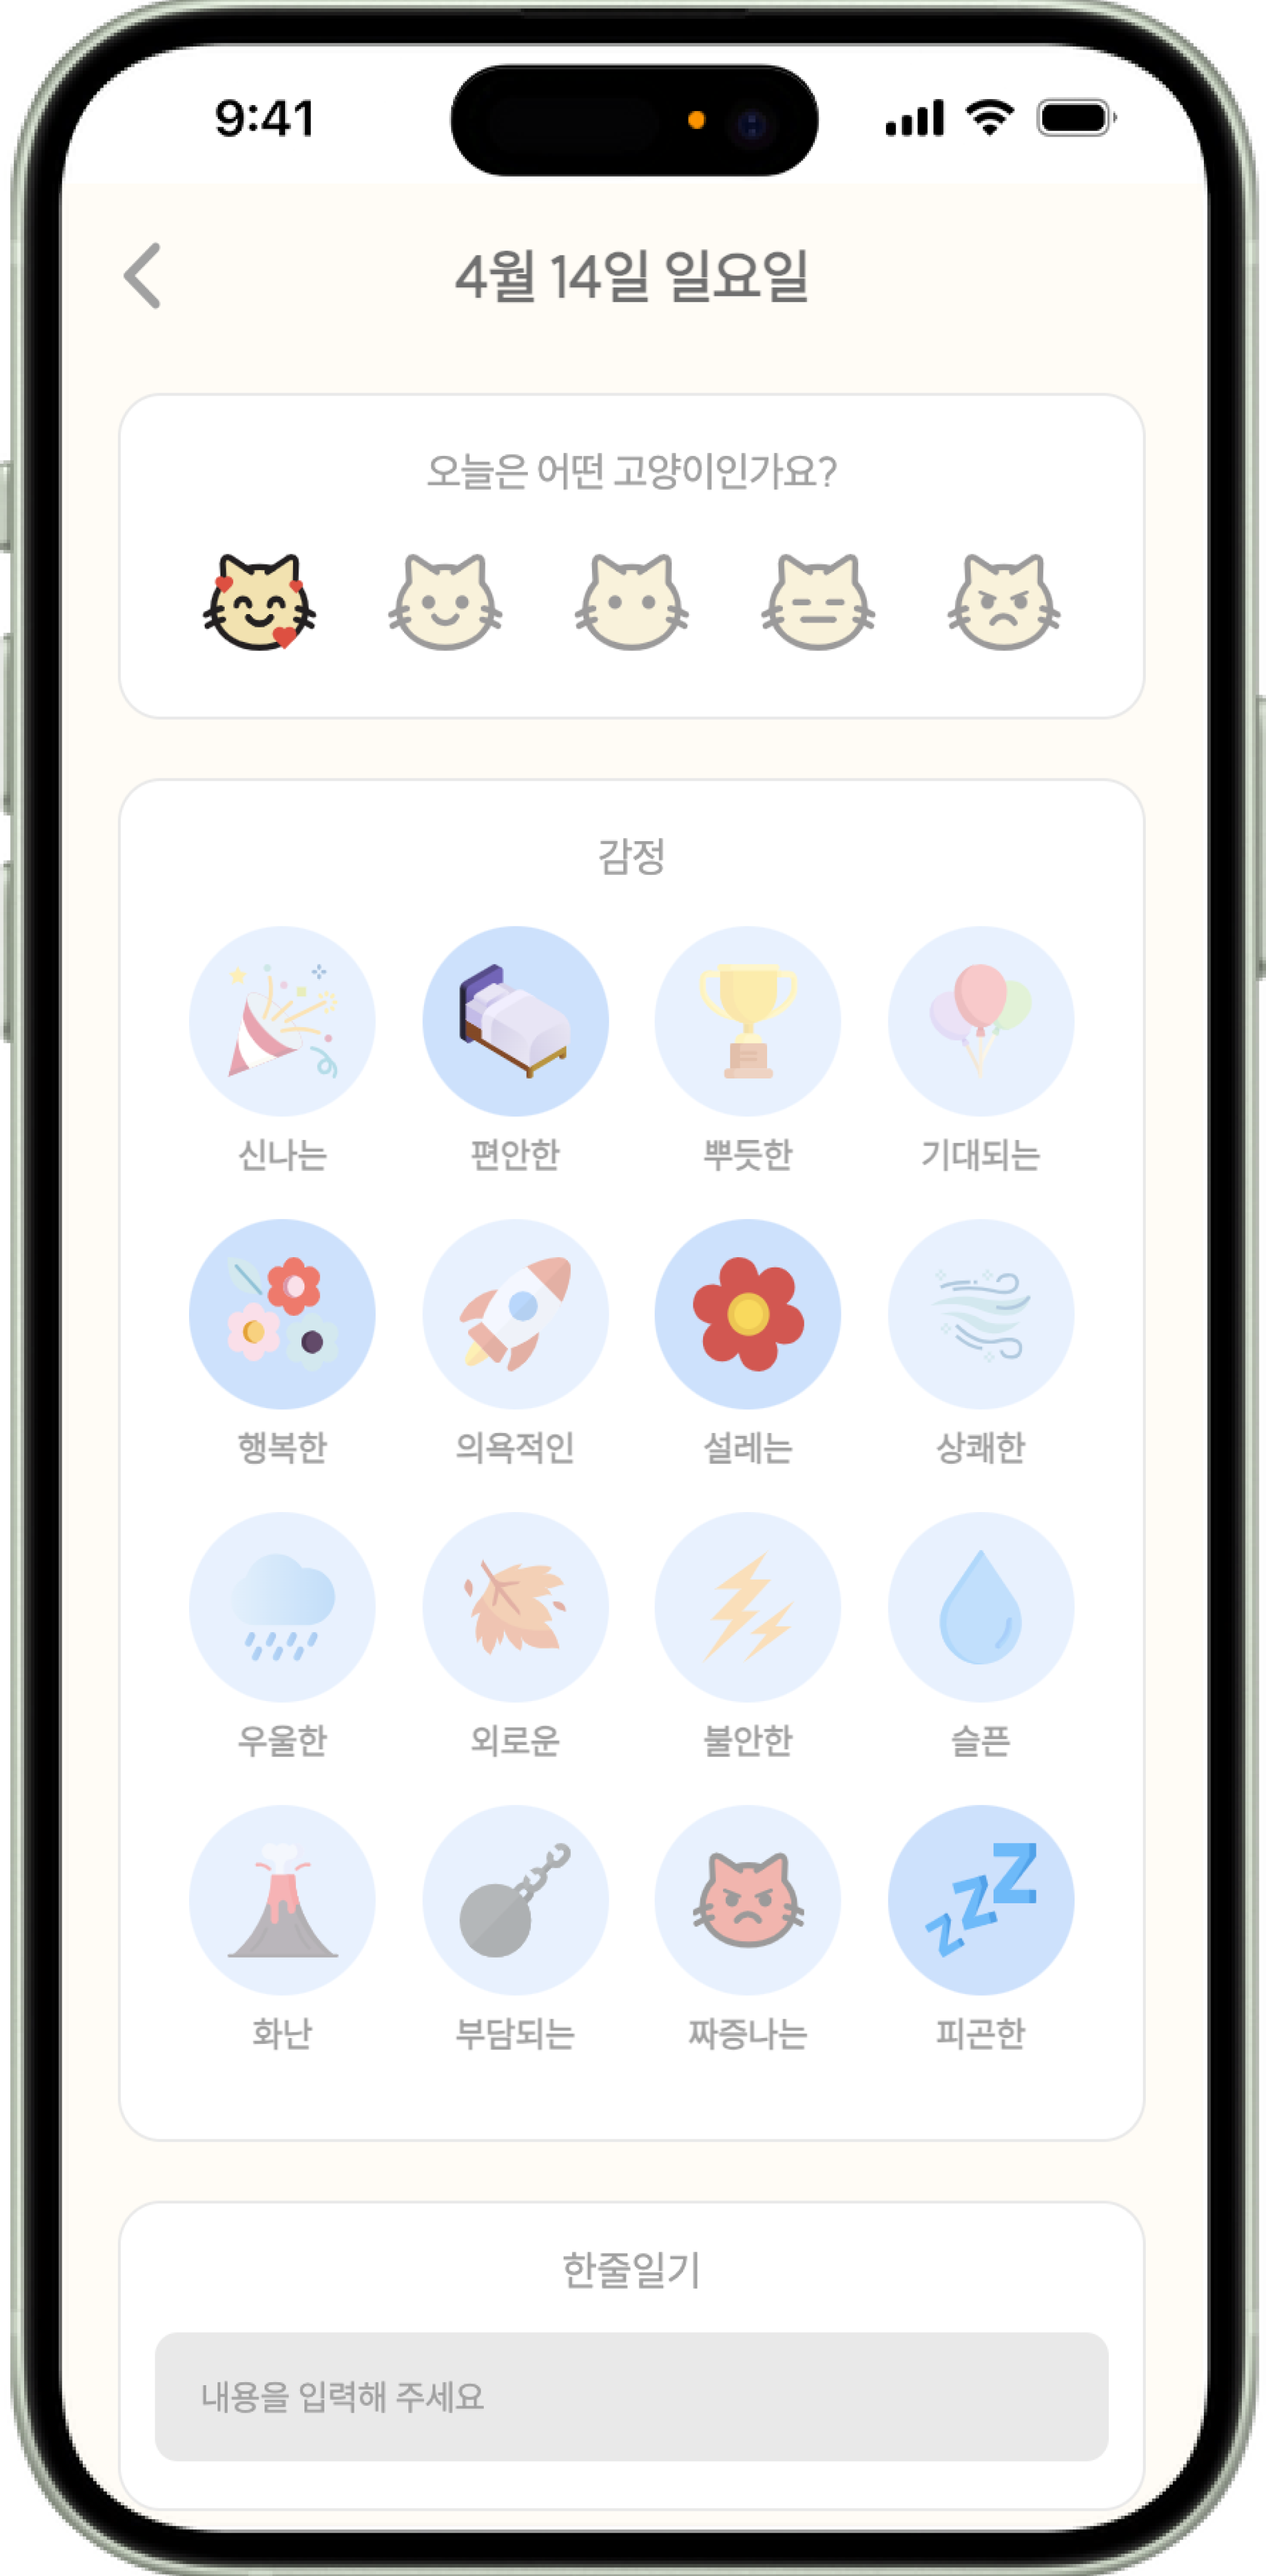 9:41
4월 14일 일요일
오늘은 어떤 고양이인가요?
감정
신나는 편안한 뿌듯한 기대되는
행복한 의욕적인 설레는 상쾌한
우울한 외로운 불안한 슬픈
화난 부담되는 짜증나는 피곤한
한줄일기
내용을 입력해 주세요